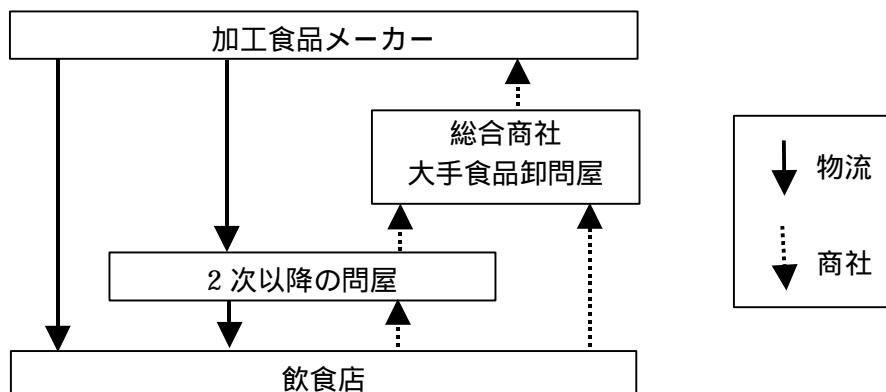 加工食品メーカー
総合商社
大手食品卸問屋
物流
商社
2次以降の問屋
飲食店